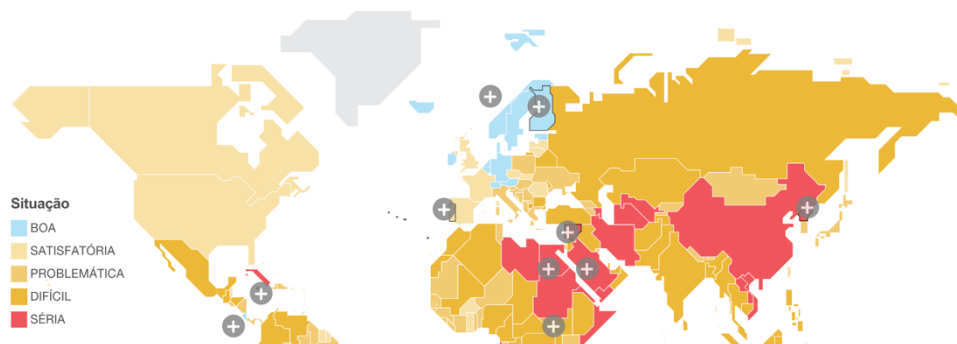 Situação
BOA
SATISFATÓRIA
PROBLEMÁTICA
DIFÍCIL
SÉRIA